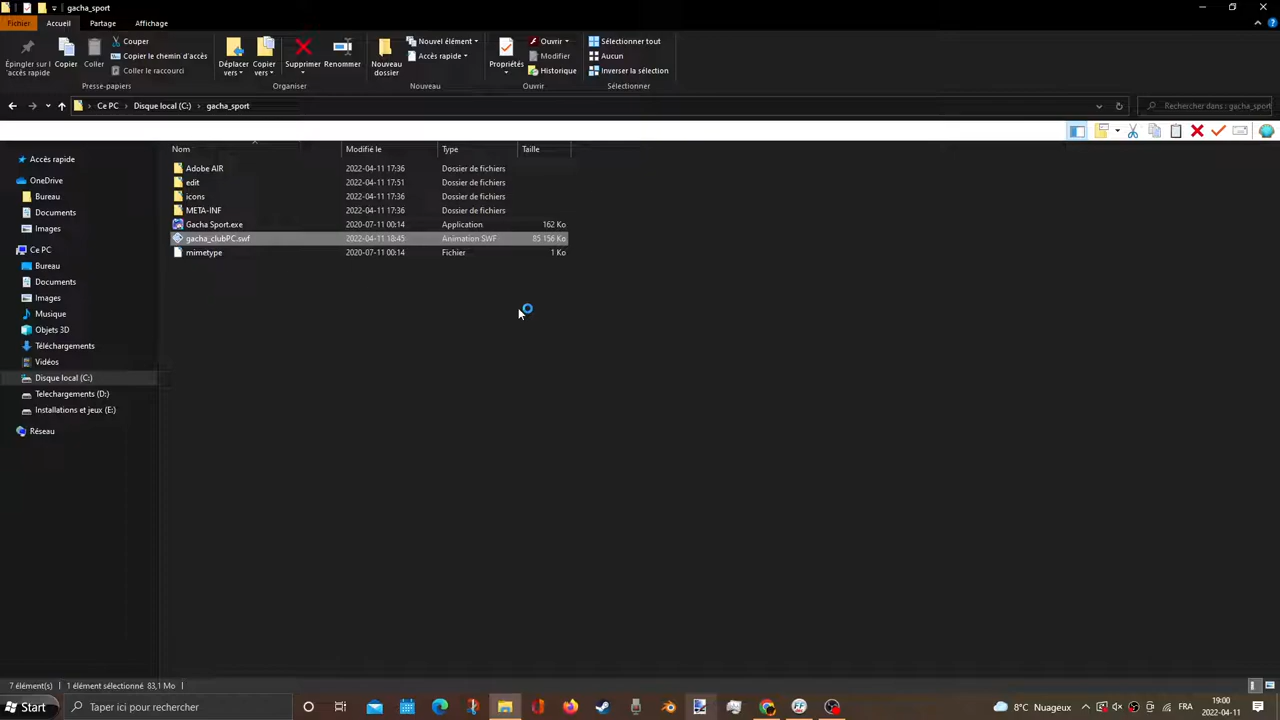 gacha_sport
Fichier Accueil Partage Affichage
Épingler sur l'accès rapide
Copier
Coller
Couper
Copier le chemin d'accès
Coller le raccourci
Presse-papiers
Déplacer vers
Copier vers
Supprimer
Renommer
Organiser
Nouveau dossier
Nouvel élément
Accès rapide
Nouveau
Propriétés
Ouvrir
Modifier
Historique
Ouvrir
Sélectionner tout
Aucun
Inverser la sélection
Sélectionner
Ce PC > Disque local (C:) > gacha_sport
Rechercher dans : gacha_sport
Nom Modifié le Type Taille
Adobe AIR 2022-04-11 17:36 Dossier de fichiers
edit 2022-04-11 17:51 Dossier de fichiers
icons 2022-04-11 17:36 Dossier de fichiers
META-INF 2022-04-11 17:36 Dossier de fichiers
Gacha Sport.exe 2020-07-11 00:14 Application 162 Ko
gacha_clubPC.swf 2022-04-11 18:45 Animation SWF 85 156 Ko
mimetype 2020-07-11 00:14 Fichier 1 Ko
Accès rapide
OneDrive
Bureau
Documents
Images
Ce PC
Bureau
Documents
Images
Musique
Objets 3D
Téléchargements
Vidéos
Disque local (C:)
Telechargements (D:)
Installations et jeux (E:)
Réseau
7 élément(s) 1 élément sélectionné 83,1 Mo
Start
Taper ici pour rechercher
8°C Nuageux
FRA
19:00
2022-04-11